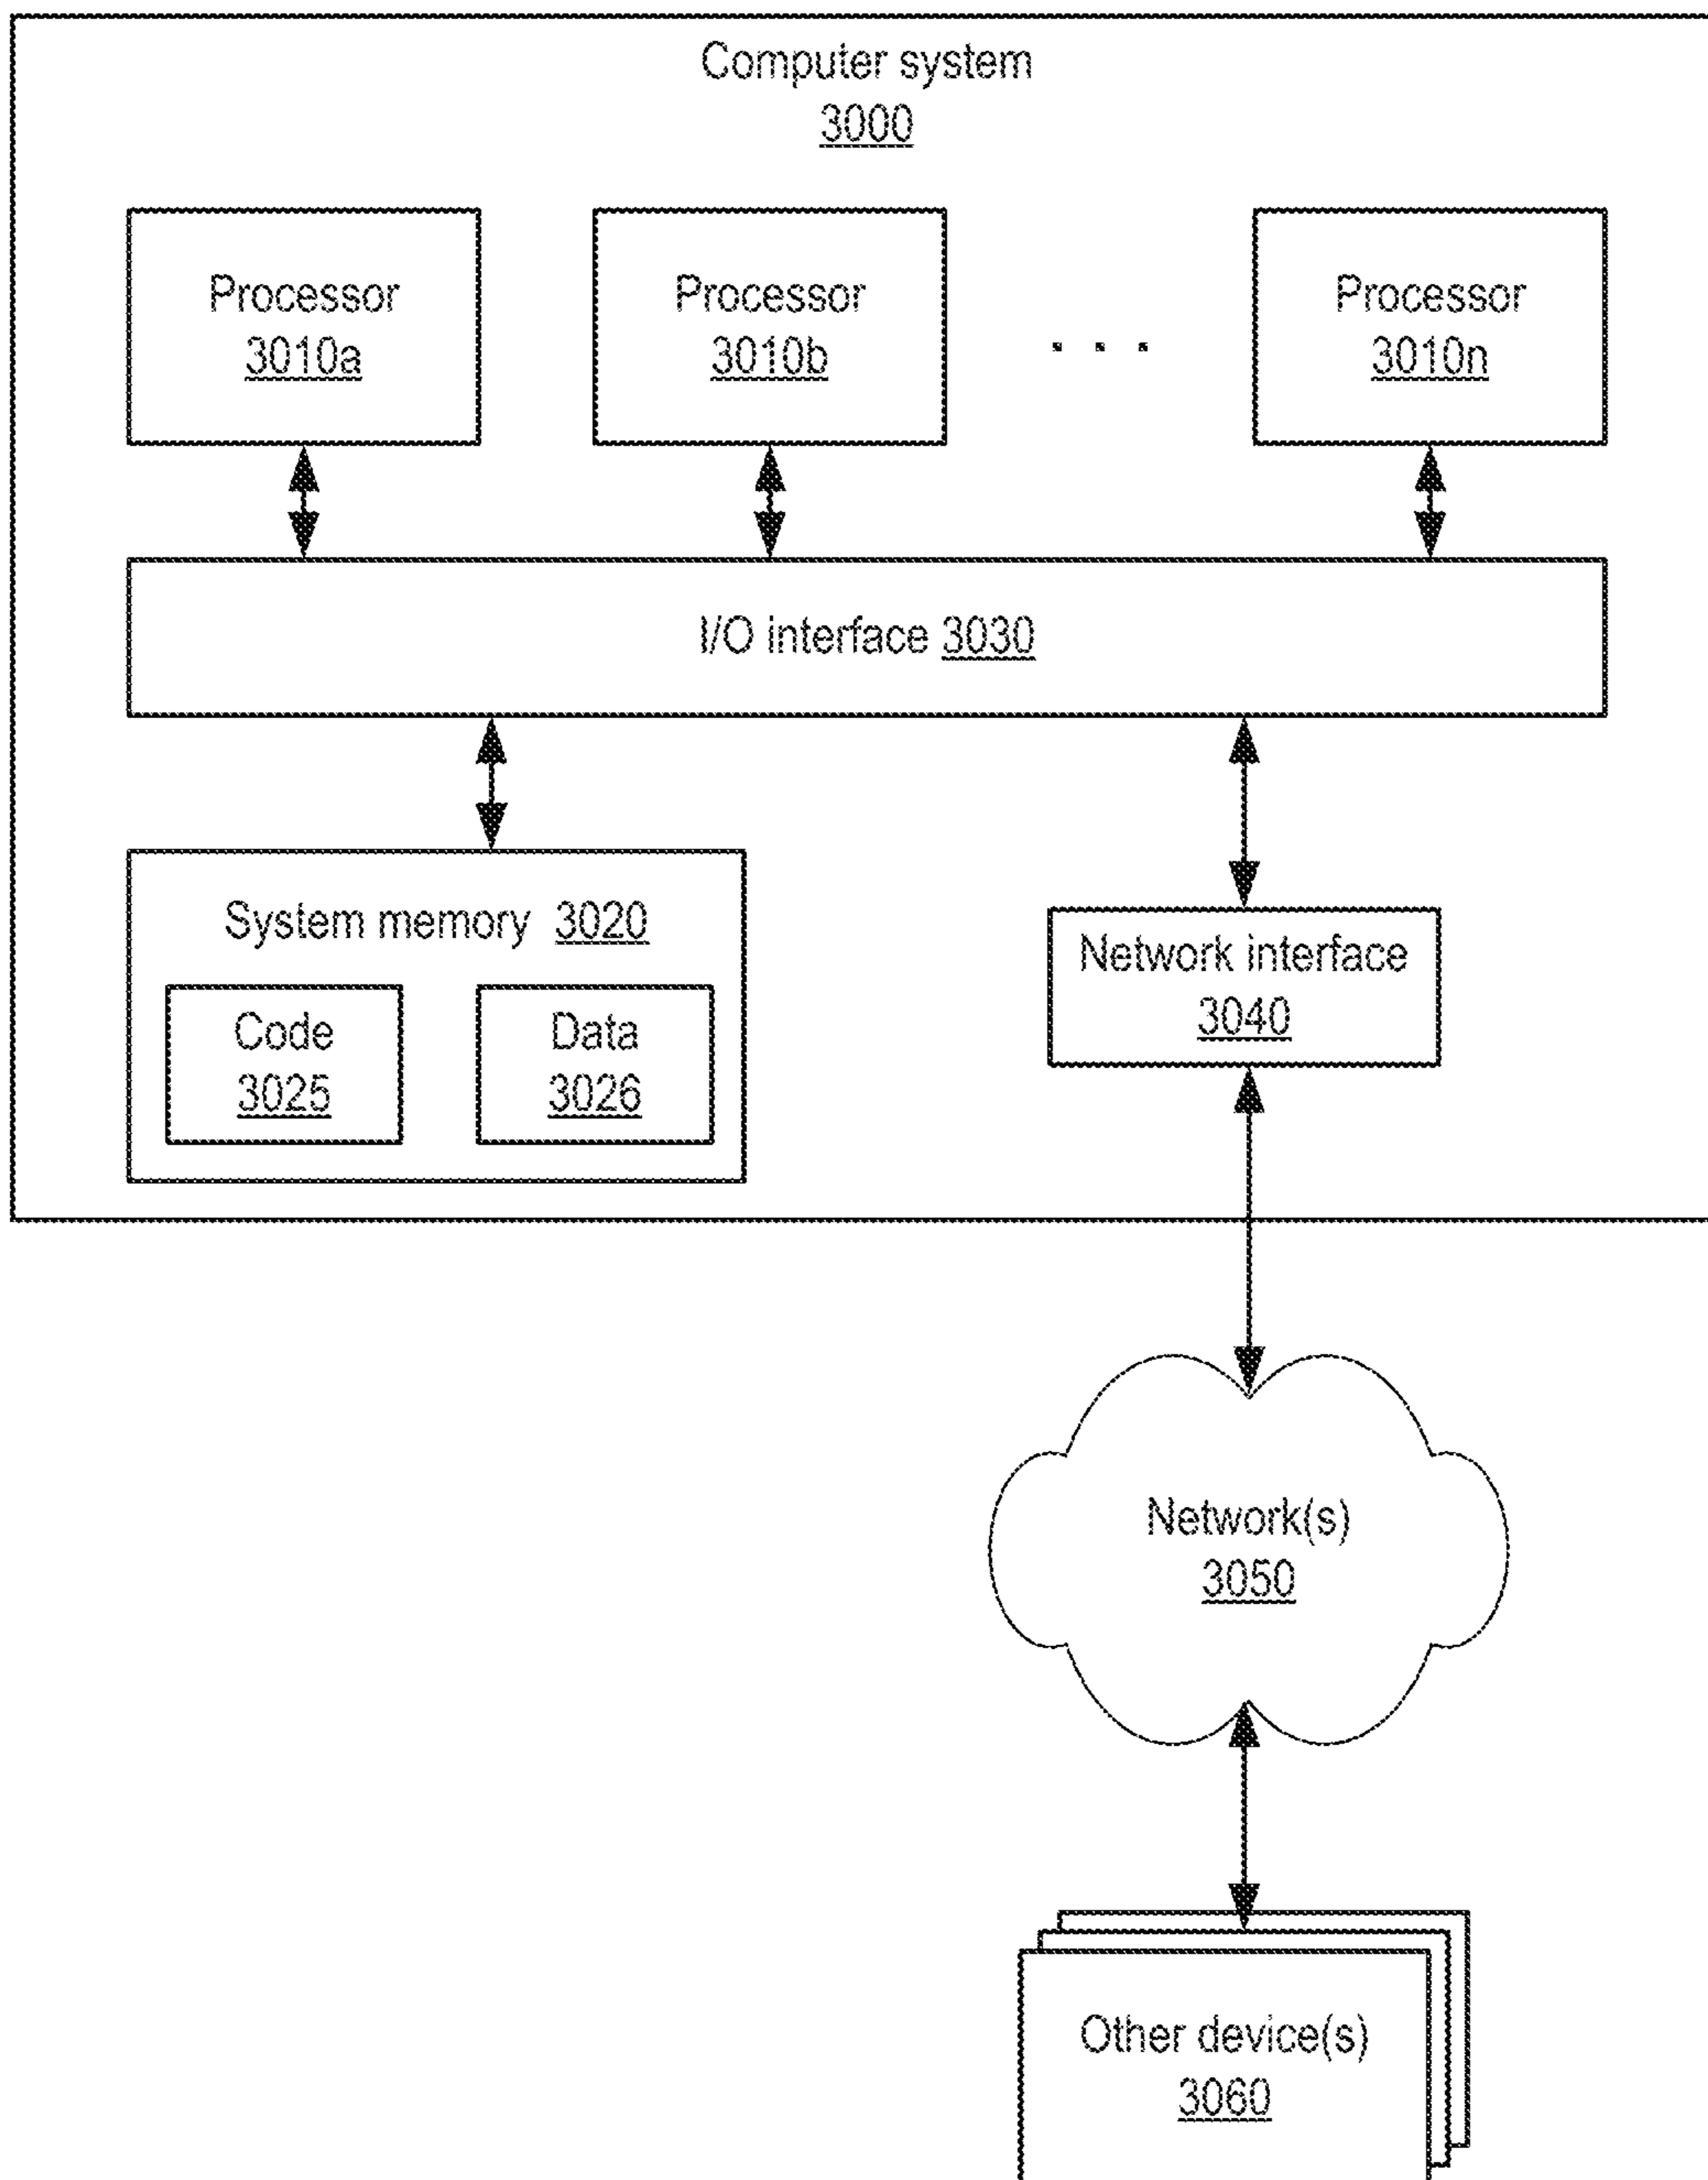 Computer system
3000
Processor
3010a
Processor
3010b
. . .
Processor
3010n
I/O interface 3030
System memory 3020
Code
3025
Data
3026
Network interface
3040
Network(s)
3050
Other device(s)
3060